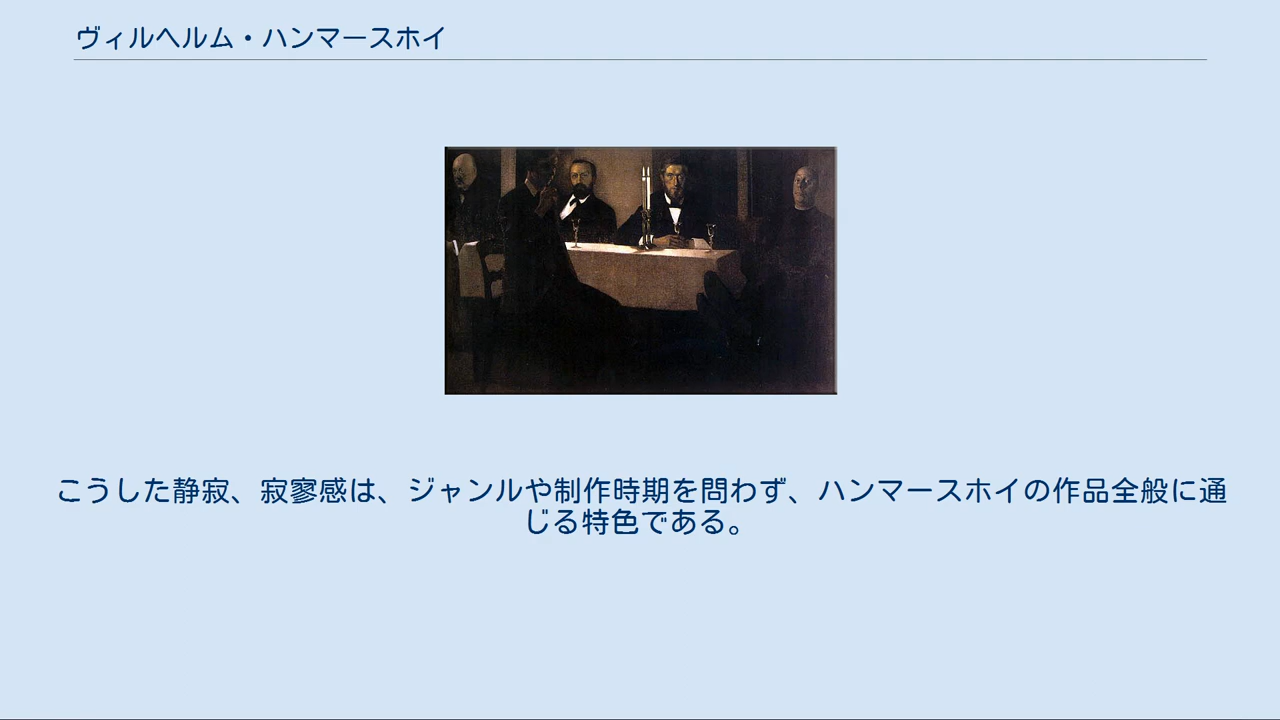 ヴィルヘルム・ハンマースホイ
こうした静寂、寂寥感は、ジャンルや制作時期を問わず、ハンマースホイの作品全般に通
じる特色である。